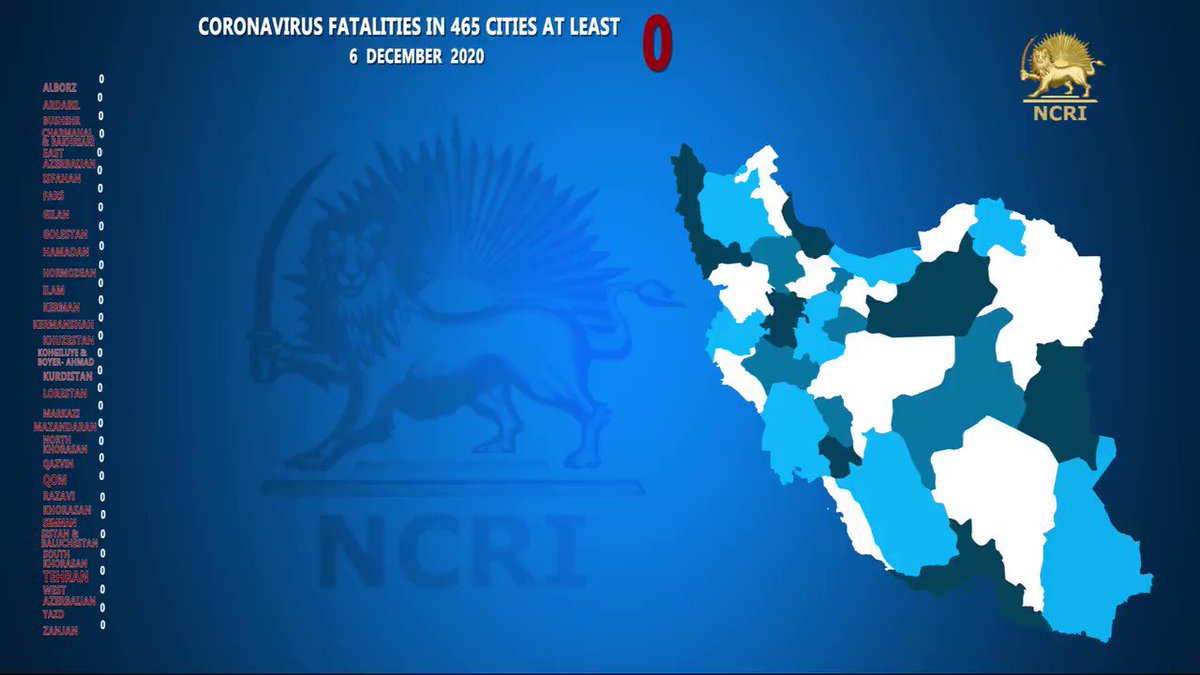 CORONAVIRUS FATALITIES IN 465 CITIES AT LEAST 0
6 DECEMBER 2020
NCRI
NCRI
ALBORZ 0
ARDABIL 0
BUSHEHR 0
CHARMAHAL
& BAKHRIARI 0
EAST
AZERBAIJAN 0
ISFAHAN 0
FARS 0
GILAN 0
GOLESTAN 0
HAMADAN 0
HORMOZGAN 0
ILAM 0
KERMAN 0
KERMANSHAH 0
KHUZESTAN 0
KOHGILUYE &
BOYER- AHMAD 0
KURDISTAN 0
LORESTAN 0
MARKAZI 0
MAZANDARAN 0
NORTH
KHORASAN 0
QAZVIN 0
QOM 0
RAZAVI
KHORASAN 0
SEMNAN 0
SISTAN &
BALUCHESTAN 0
SOUTH
KHORASAN 0
TEHRAN 0
WEST
AZERBAIJAN 0
YAZD 0
ZANJAN 0